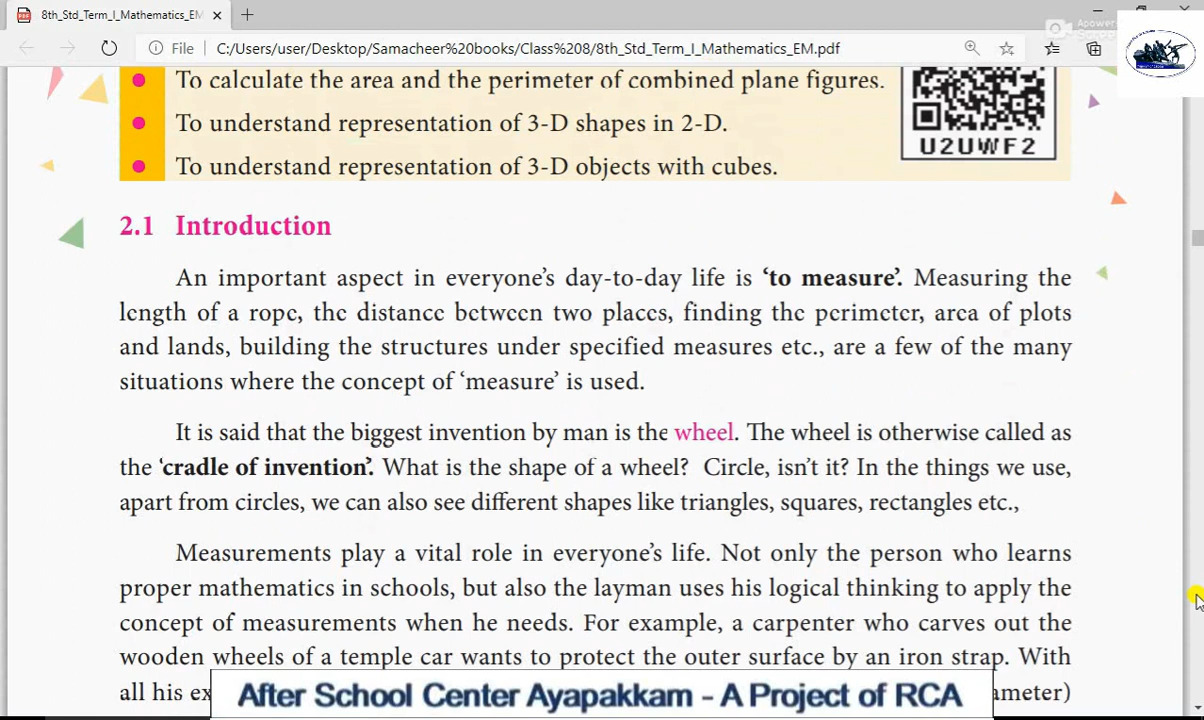 8th_Std_Term_I_Mathematics_EM
File C:/Users/user/Desktop/Samacheer%20books/Class%208/8th_Std_Term_I_Mathematics_EM.pdf
To calculate the area and the perimeter of combined plane figures.
To understand representation of 3-D shapes in 2-D.
To understand representation of 3-D objects with cubes.
U2UWF2
2.1 Introduction
An important aspect in everyone's day-to-day life is ‘to measure’. Measuring the
length of a rope, the distance between two places, finding the perimeter, area of plots
and lands, building the structures under specified measures etc., are a few of the many
situations where the concept of ‘measure’ is used.
It is said that the biggest invention by man is the wheel. The wheel is otherwise called as
the ‘cradle of invention’. What is the shape of a wheel? Circle, isn't it? In the things we use,
apart from circles, we can also see different shapes like triangles, squares, rectangles etc.,
Measurements play a vital role in everyone's life. Not only the person who learns
proper mathematics in schools, but also the layman uses his logical thinking to apply the
concept of measurements when he needs. For example, a carpenter who carves out the
wooden wheels of a temple car wants to protect the outer surface by an iron strap. With
all his ex ameter)
After School Center Ayapakkam - A Project of RCA